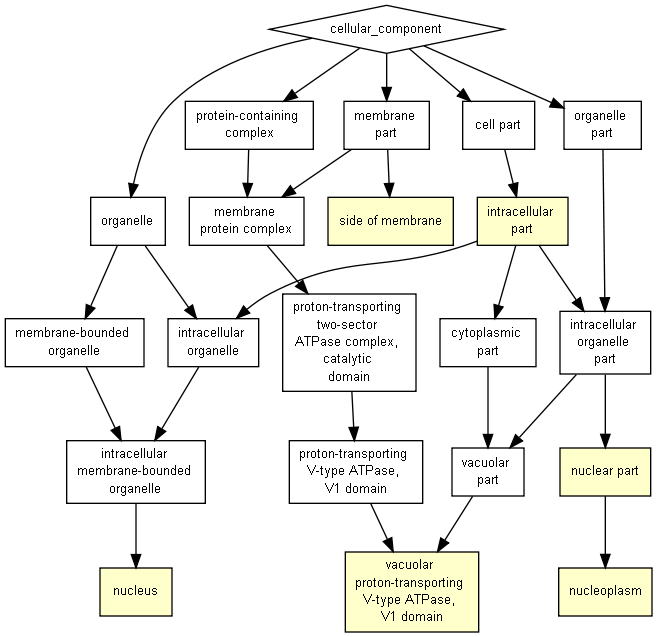 cellular_component
protein-containing
complex
membrane
part
cell part
organelle
part
organelle
membrane
protein complex
side of membrane
intracellular
part
membrane-bounded
organelle
intracellular
organelle
proton-transporting
two-sector
ATPase complex,
catalytic
domain
cytoplasmic
part
intracellular
organelle
part
intracellular
membrane-bounded
organelle
proton-transporting
V-type ATPase,
V1 domain
vacuolar
part
nuclear part
nucleus
vacuolar
proton-transporting
V-type ATPase,
V1 domain
nucleoplasm